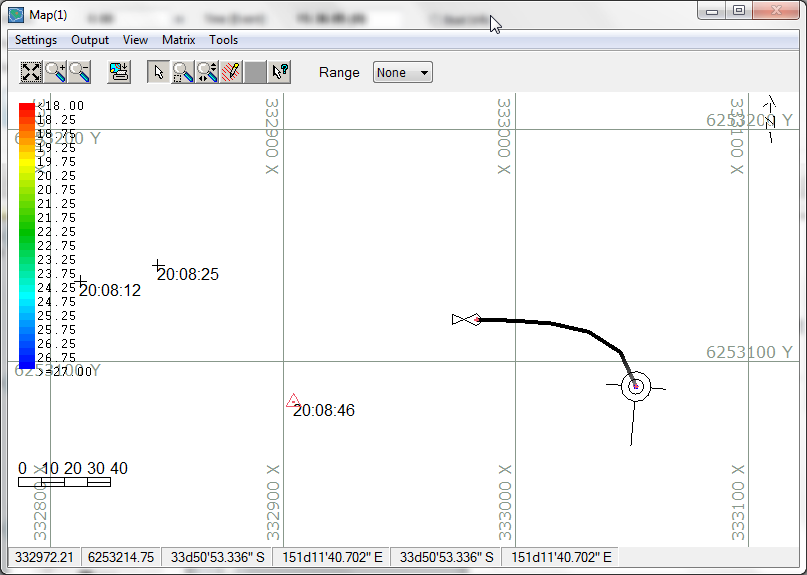 Map(1)
Settings Output View Matrix Tools
Range None
<18.00
18.25
18.75
19.25
19.75
20.25
20.75
21.25
21.75
22.25
22.75
23.25
23.75
24.25
24.75
25.25
25.75
26.25
26.75
>=27.00
6253200 Y
6253200 Y
332900 X
333000 X
333100 X
N
20:08:25
20:08:12
6253100 Y
6253100 Y
20:08:46
0 10 20 30 40
332800 X
332900 X
333000 X
333100 X
332972.21 6253214.75 33d50'53.336" S 151d11'40.702" E 33d50'53.336" S 151d11'40.702" E